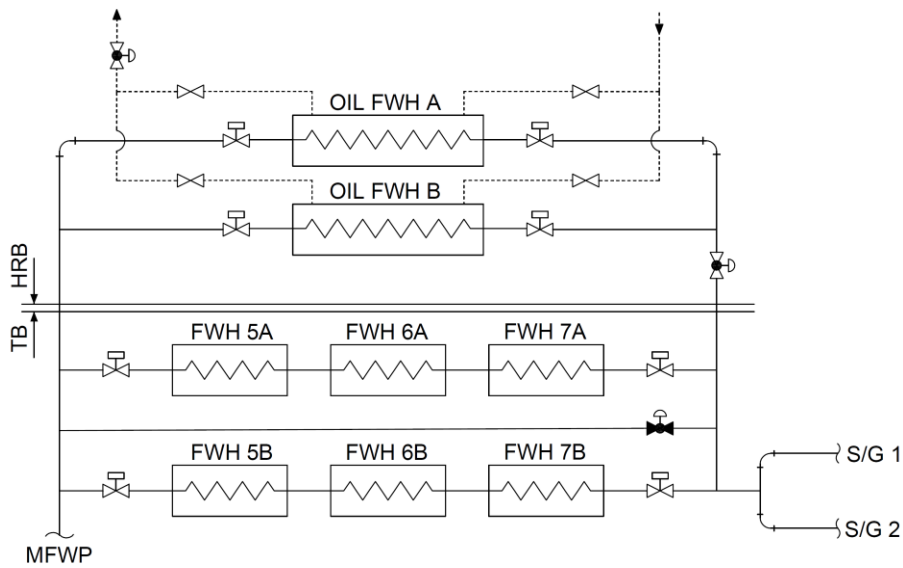 OIL FWH A
OIL FWH B
HRB
TB
FWH 5A FWH 6A FWH 7A
FWH 5B FWH 6B FWH 7B
S/G 1
S/G 2
MFWP